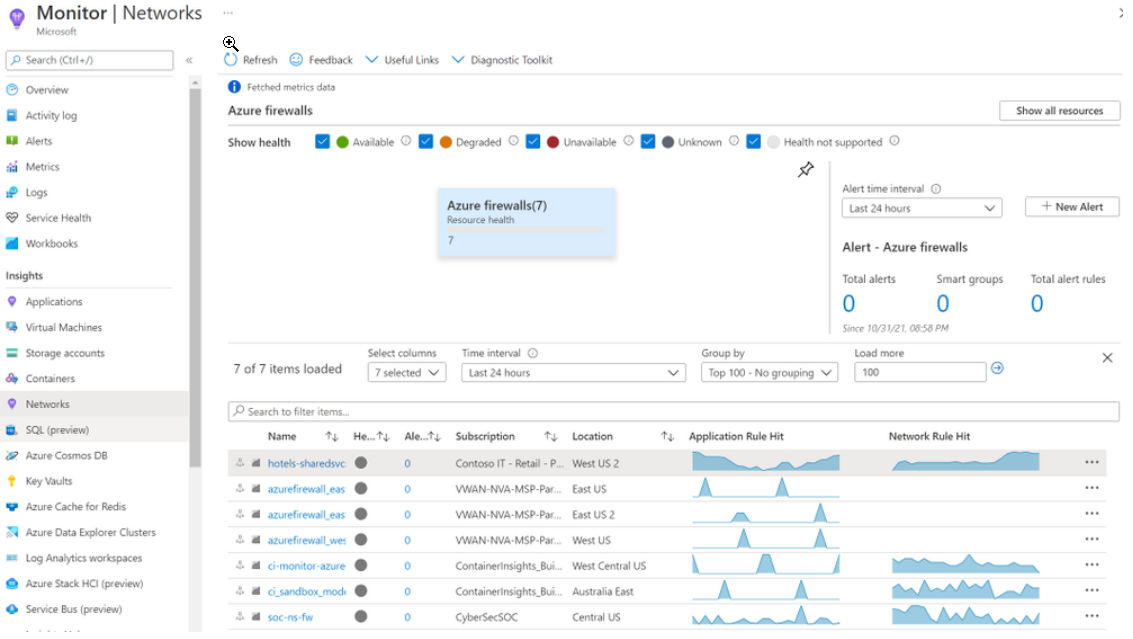 Monitor | Networks ...
Microsoft
Search (Ctrl+/)
Overview
Activity log
Alerts
Metrics
Logs
Service Health
Workbooks
Insights
Applications
Virtual Machines
Storage accounts
Containers
Networks
SQL (preview)
Azure Cosmos DB
Key Vaults
Azure Cache for Redis
Azure Data Explorer Clusters
Log Analytics workspaces
Azure Stack HCI (preview)
Service Bus (preview)
Refresh Feedback Useful Links Diagnostic Toolkit
Fetched metrics data
Azure firewalls
Show all resources
Show health Available Degraded Unavailable Unknown Health not supported
Azure firewalls(7)
Resource health
7
Alert time interval
Last 24 hours
+ New Alert
Alert - Azure firewalls
Total alerts Smart groups Total alert rules
0 0 0
Since 10/31/21, 08:58 PM
7 of 7 items loaded
Select columns Time interval Group by Load more
7 selected Last 24 hours Top 100 - No grouping 100
Search to filter items...
Name He... Ale... Subscription Location Application Rule Hit Network Rule Hit
hotels-sharedsvc 0 Contoso IT - Retail - P... West US 2 ...
azurefirewall_eas 0 VWAN-NVA-MSP-Par... East US ...
azurefirewall_eas 0 VWAN-NVA-MSP-Par... East US 2 ...
azurefirewall_wes 0 VWAN-NVA-MSP-Par... West US ...
ci-monitor-azure 0 ContainerInsights_Bui... West Central US ...
ci_sandbox_mod 0 ContainerInsights_Bui... Australia East ...
soc-ns-fw 0 CyberSecSOC Central US ...